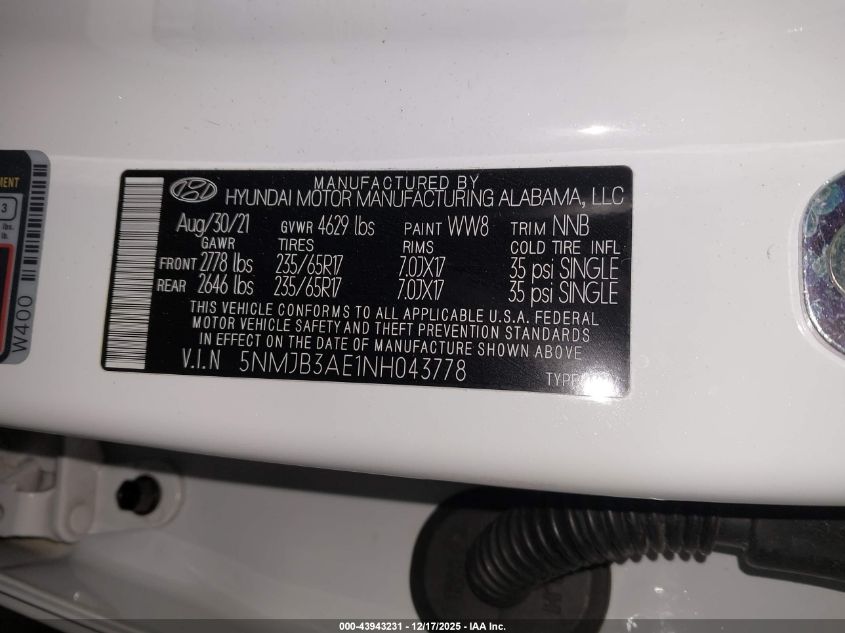 MENT
3
lbs.
lb.
W400
MANUFACTURED BY
HYUNDAI MOTOR MANUFACTURING ALABAMA, LLC
Aug/30/21 GVWR 4629 lbs PAINT WW8 TRIM NNB
GAWR TIRES RIMS COLD TIRE INFL
FRONT 2778 lbs 235/65R17 7.0JX17 35 psi SINGLE
REAR 2646 lbs 235/65R17 7.0JX17 35 psi SINGLE
THIS VEHICLE CONFORMS TO ALL APPLICABLE U.S.A. FEDERAL
MOTOR VEHICLE SAFETY AND THEFT PREVENTION STANDARDS
IN EFFECT ON THE DATE OF MANUFACTURE SHOWN ABOVE
V.I.N 5NMJB3AE1NH043778
TYPE
000-43943231 - 12/17/2025 - IAA Inc.